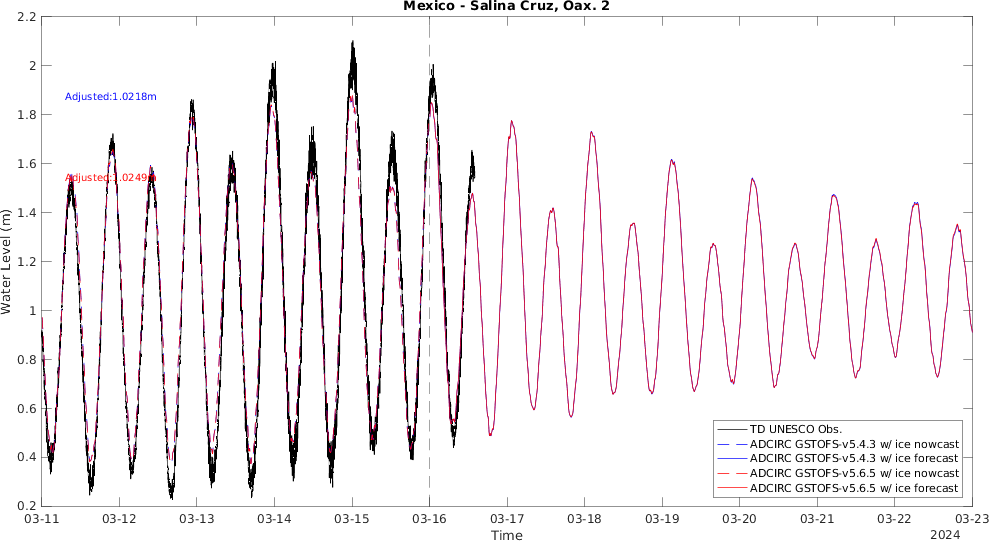 Mexico - Salina Cruz, Oax. 2
2.2
2
1.8
1.6
1.4
1.2
1
0.8
0.6
0.4
0.2
Water Level (m)
Adjusted:1.0218m
Adjusted:1.0249m
TD UNESCO Obs.
ADCIRC GSTOFS-v5.4.3 w/ ice nowcast
ADCIRC GSTOFS-v5.4.3 w/ ice forecast
ADCIRC GSTOFS-v5.6.5 w/ ice nowcast
ADCIRC GSTOFS-v5.6.5 w/ ice forecast
03-11 03-12 03-13 03-14 03-15 03-16 03-17 03-18 03-19 03-20 03-21 03-22 03-23
Time
2024